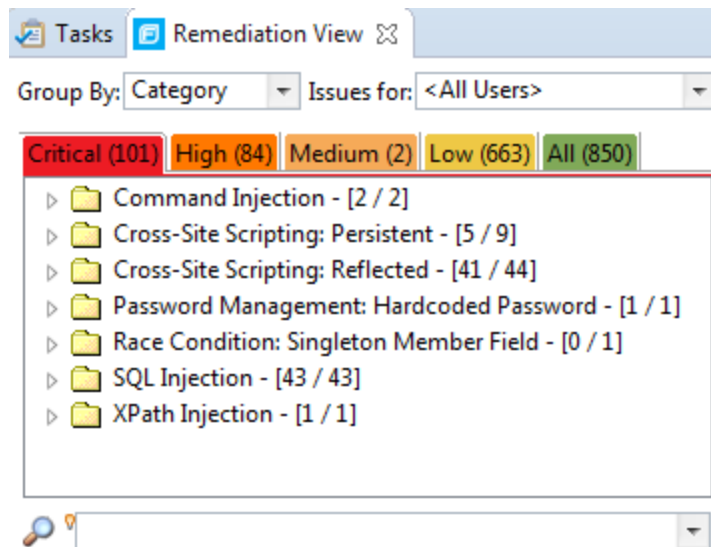 Tasks Remediation View
Group By: Category Issues for: <All Users>
Critical (101) High (84) Medium (2) Low (663) All (850)
Command Injection - [2 / 2]
Cross-Site Scripting: Persistent - [5 / 9]
Cross-Site Scripting: Reflected - [41 / 44]
Password Management: Hardcoded Password - [1 / 1]
Race Condition: Singleton Member Field - [0 / 1]
SQL Injection - [43 / 43]
XPath Injection - [1 / 1]